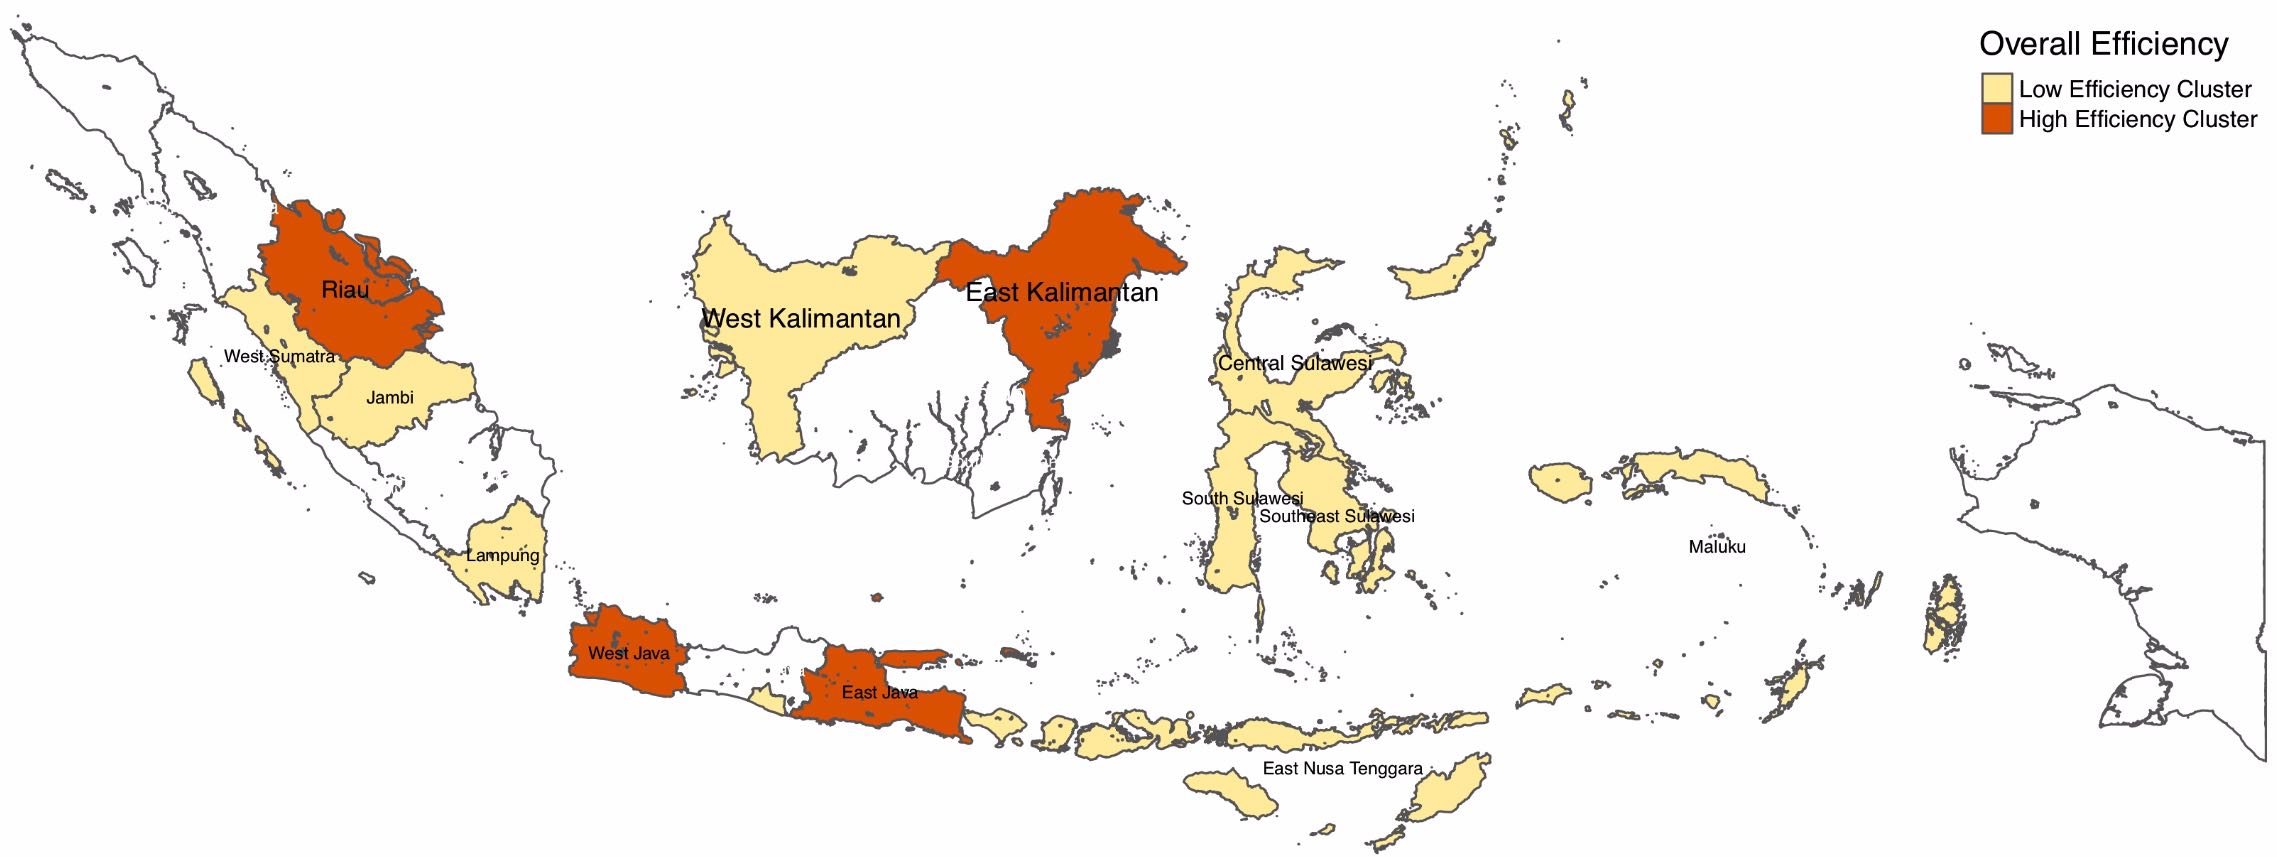 Overall Efficiency
Low Efficiency Cluster
High Efficiency Cluster
Riau
East Kalimantan
West Kalimantan
West Sumatra
Central Sulawesi
Jambi
South Sulawesi
Southeast Sulawesi
Maluku
Lampung
West Java
East Java
East Nusa Tenggara